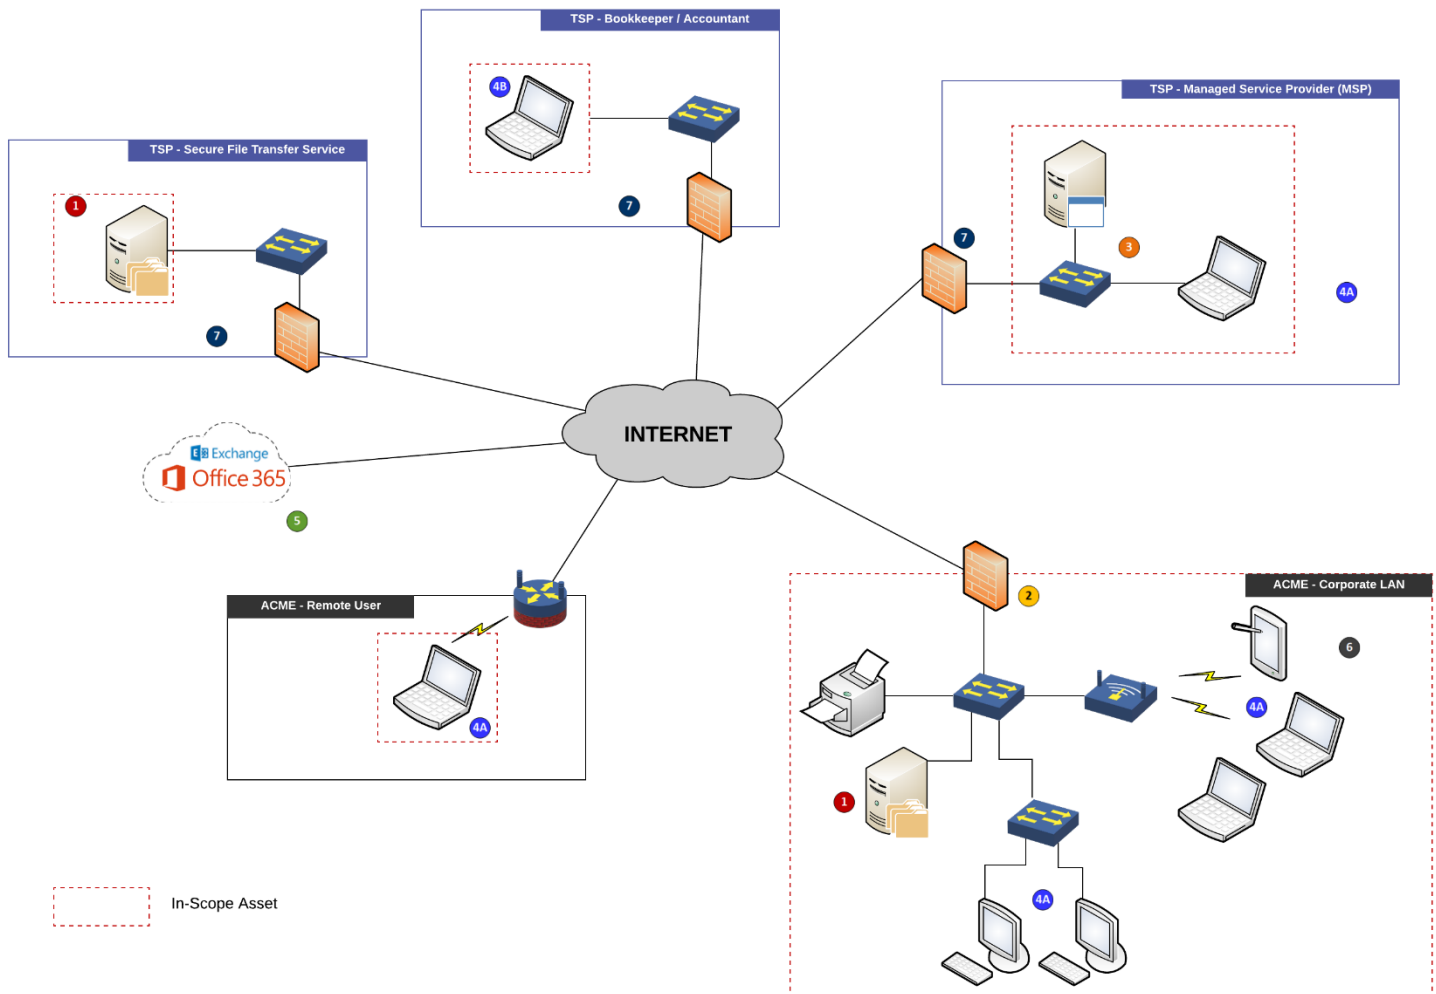 TSP - Bookkeeper / Accountant
4B
7
TSP - Managed Service Provider (MSP)
7
3
4A
TSP - Secure File Transfer Service
1
7
INTERNET
E Exchange
Office 365
5
ACME - Remote User
4A
2
ACME - Corporate LAN
6
4A
1
4A
In-Scope Asset